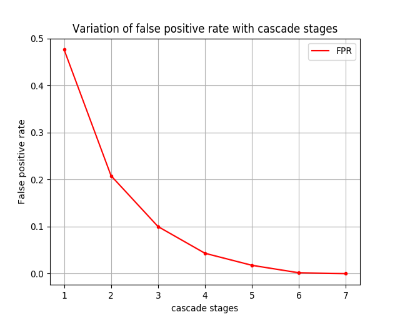 Variation of false positive rate with cascade stages
FPR
0.5
0.4
0.3
0.2
0.1
0.0
False positive rate
1 2 3 4 5 6 7
cascade stages